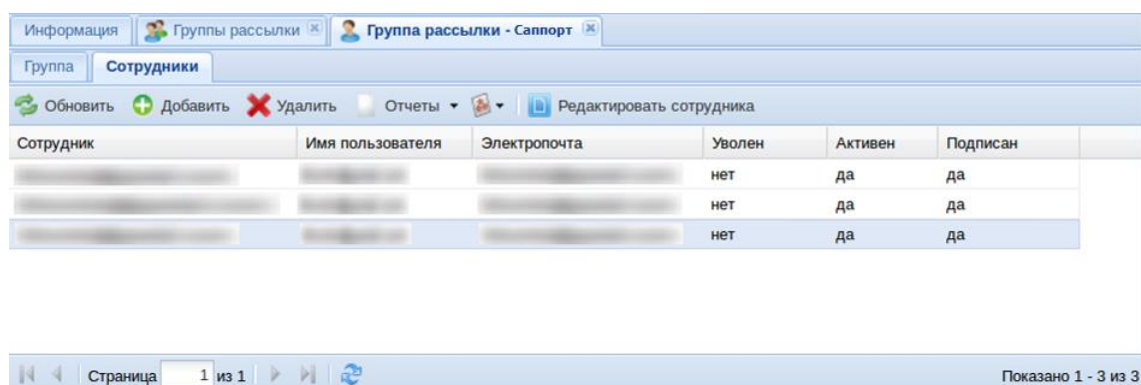 Информация Группы рассылки Группа рассылки - Саппорт
Группа Сотрудники
Обновить Добавить Удалить Отчеты Редактировать сотрудника
Сотрудник Имя пользователя Электропочта Уволен Активен Подписан
нет да да
нет да да
нет да да
Страница 1 из 1 Показано 1 - 3 из 3